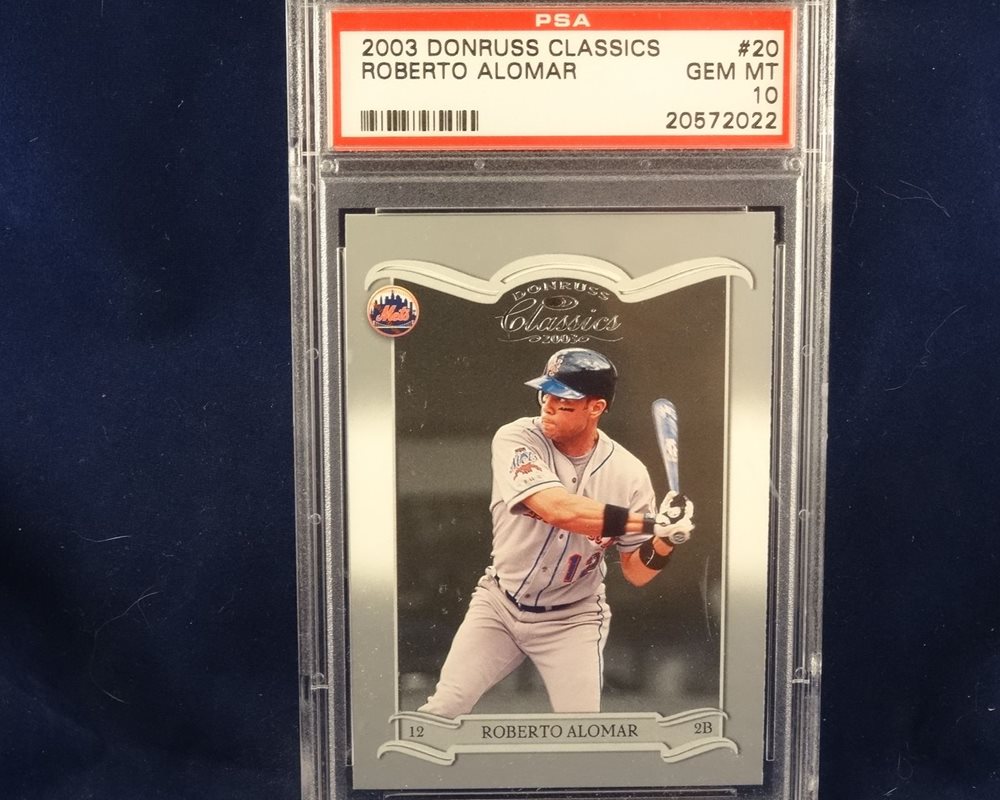 PSA
2003 DONRUSS CLASSICS #20
ROBERTO ALOMAR GEM MT
10
20572022
DONRUSS
Classics
2003
Mets
12
12 ROBERTO ALOMAR 2B